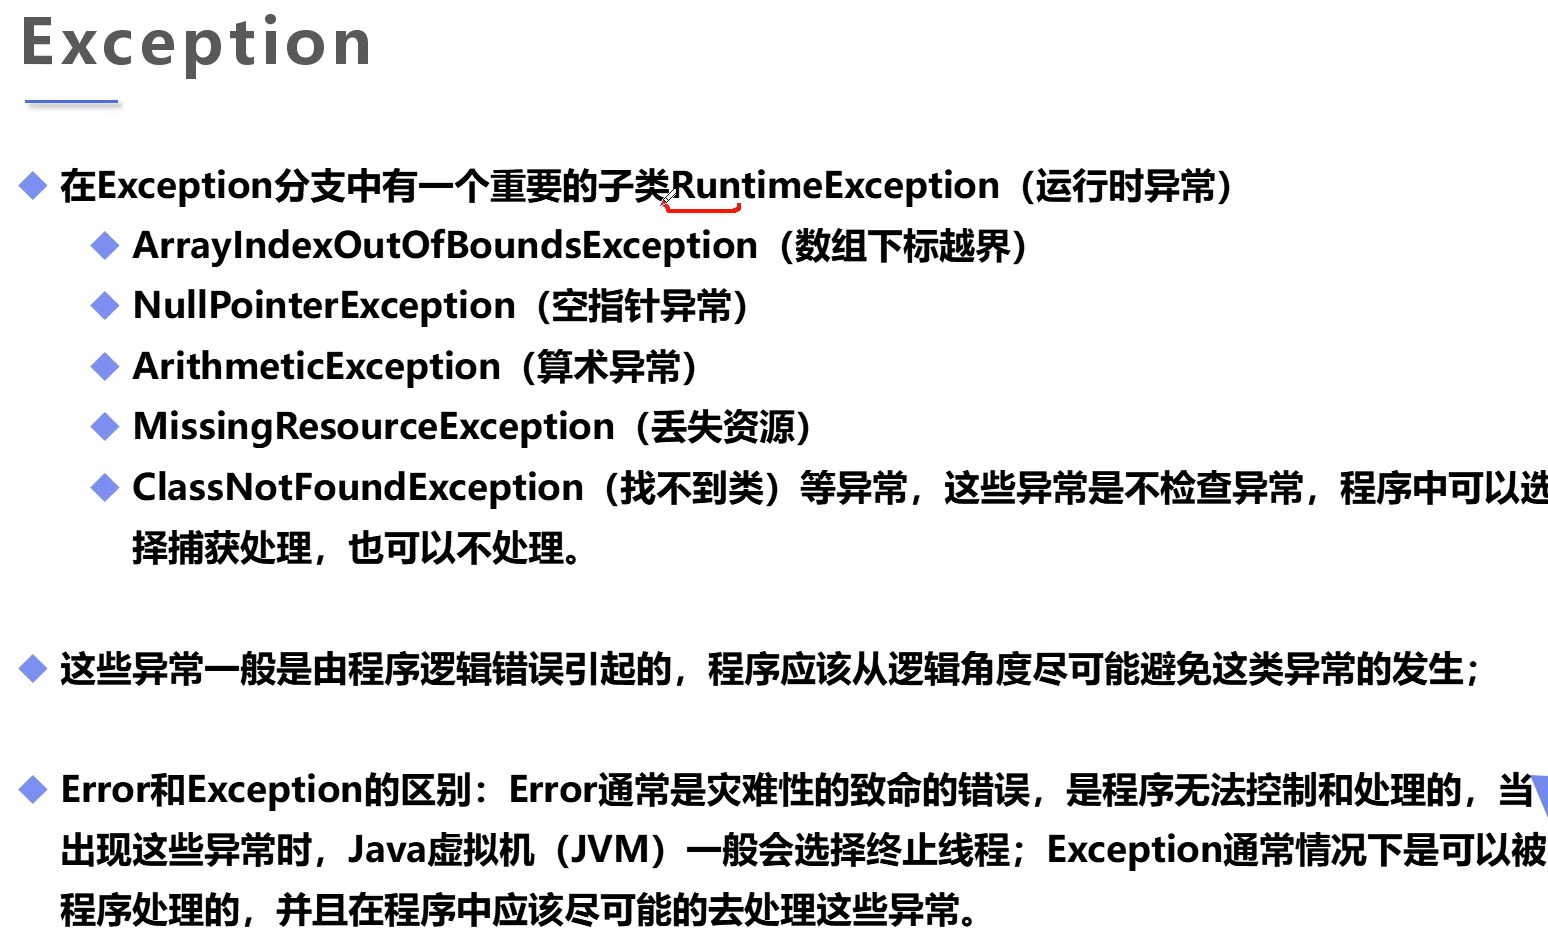 Exception
在Exception分支中有一个重要的子类RuntimeException（运行时异常）
ArrayIndexOutOfBoundsException（数组下标越界）
NullPointerException（空指针异常）
ArithmeticException（算术异常）
MissingResourceException（丢失资源）
ClassNotFoundException（找不到类）等异常，这些异常是不检查异常，程序中可以选
择捕获处理，也可以不处理。
这些异常一般是由程序逻辑错误引起的，程序应该从逻辑角度尽可能避免这类异常的发生；
Error和Exception的区别：Error通常是灾难性的致命的错误，是程序无法控制和处理的，当
出现这些异常时，Java虚拟机（JVM）一般会选择终止线程；Exception通常情况下是可以被
程序处理的，并且在程序中应该尽可能的去处理这些异常。